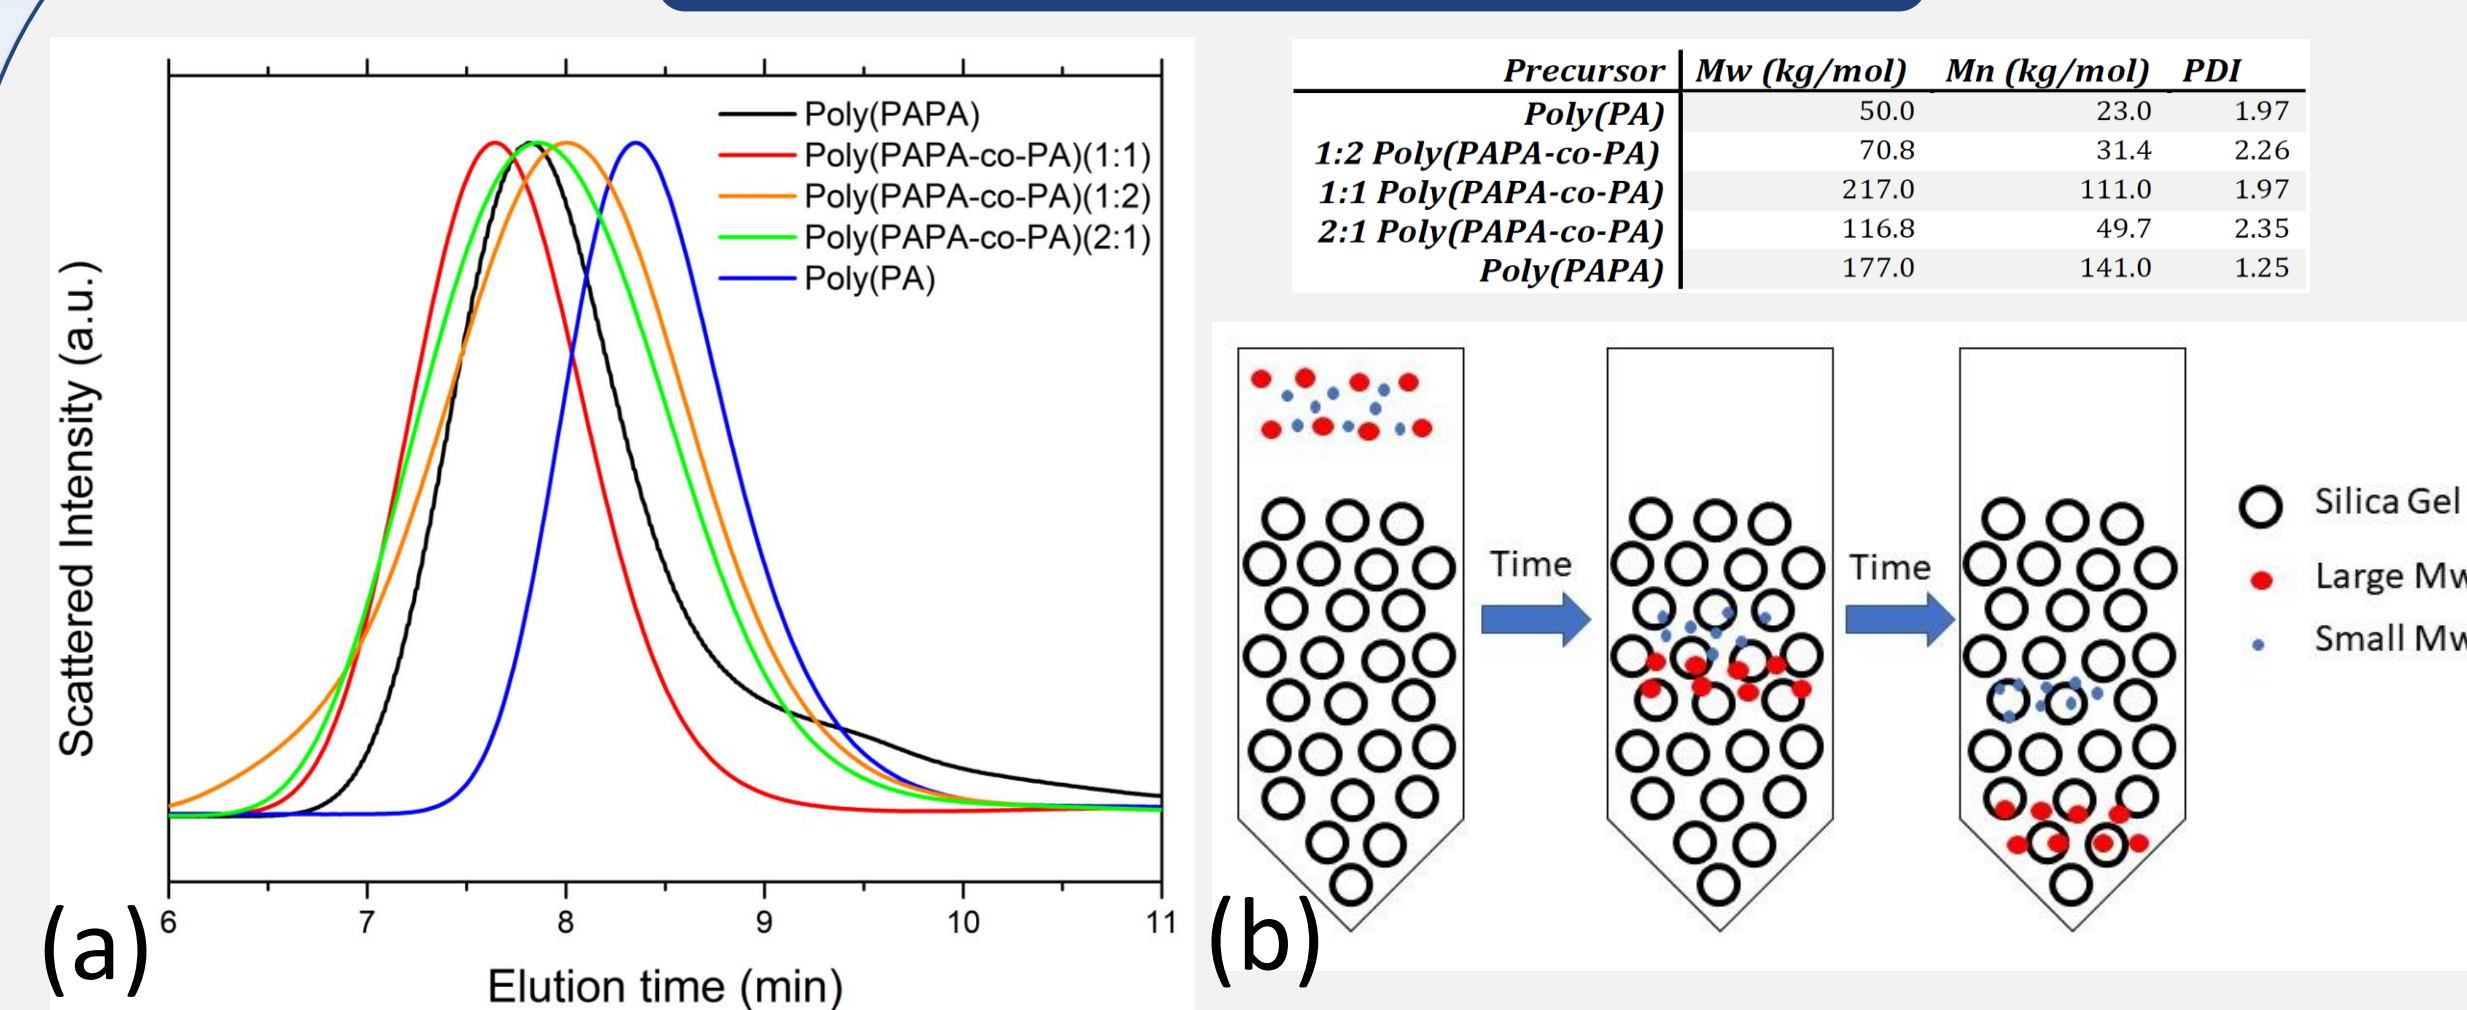 Poly(PAPA)
Poly(PAPA-co-PA)(1:1)
Poly(PAPA-co-PA)(1:2)
Poly(PAPA-co-PA)(2:1)
Poly(PA)
Scattered Intensity (a.u.)
6 7 8 9 10 11
Elution time (min)
(a)
Precursor Mw (kg/mol) Mn (kg/mol) PDI
Poly(PA) 50.0 23.0 1.97
1:2 Poly(PAPA-co-PA) 70.8 31.4 2.26
1:1 Poly(PAPA-co-PA) 217.0 111.0 1.97
2:1 Poly(PAPA-co-PA) 116.8 49.7 2.35
Poly(PAPA) 177.0 141.0 1.25
Time
Time
Silica Gel
Large Mw
Small Mw
(b)